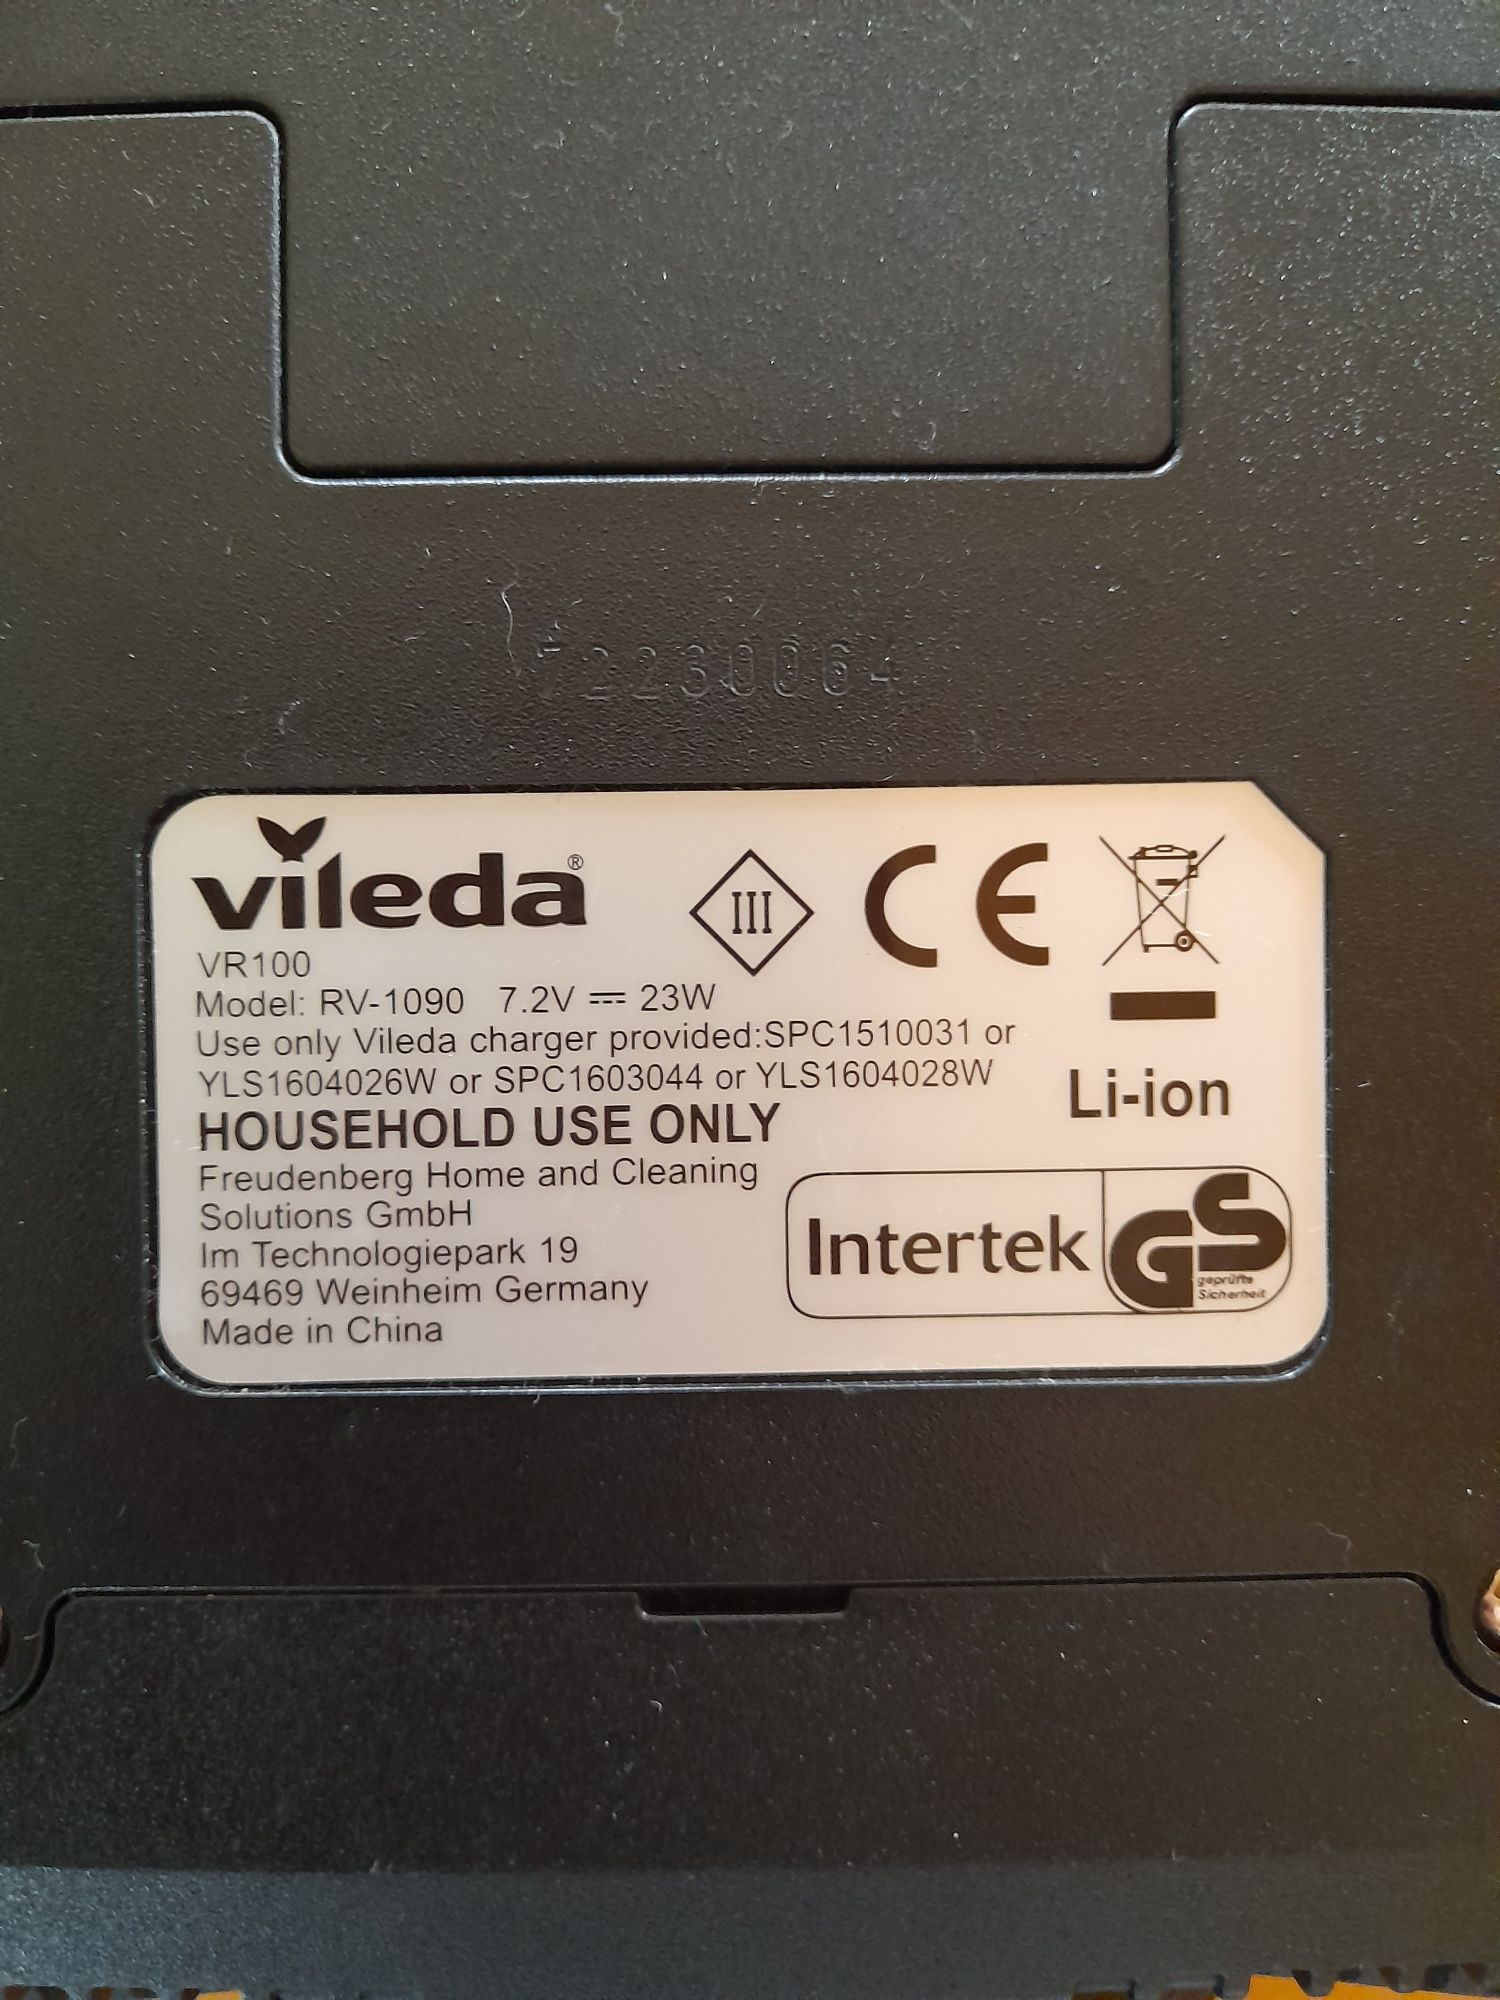 72230064
vileda®
III
CE
VR100
Model: RV-1090 7.2V ⎓ 23W
Use only Vileda charger provided:SPC1510031 or
YLS1604026W or SPC1603044 or YLS1604028W
HOUSEHOLD USE ONLY
Li-ion
Freudenberg Home and Cleaning
Solutions GmbH
Im Technologiepark 19
69469 Weinheim Germany
Made in China
Intertek
GS
geprüfte
Sicherheit